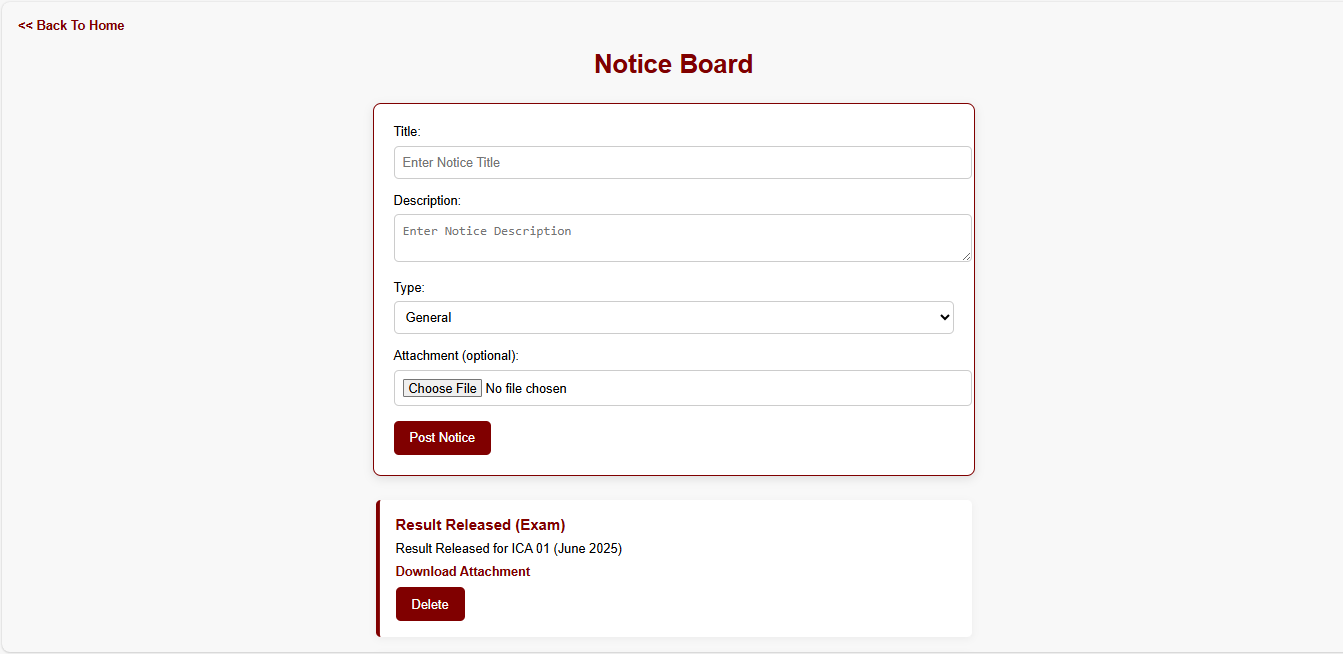 << Back To Home
Notice Board
Title:
Enter Notice Title
Description:
Enter Notice Description
Type:
General
Attachment (optional):
Choose File No file chosen
Post Notice
Result Released (Exam)
Result Released for ICA 01 (June 2025)
Download Attachment
Delete